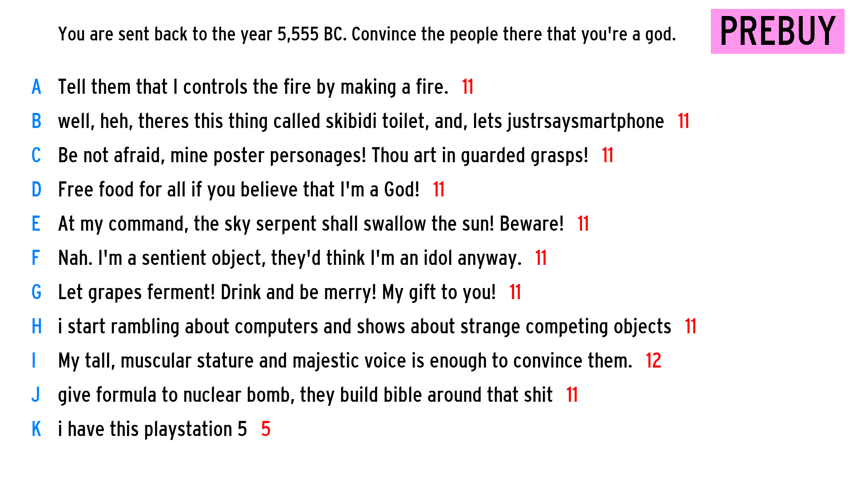 You are sent back to the year 5,555 BC. Convince the people there that you're a god.
PREBUY
A Tell them that I controls the fire by making a fire. 11
B well, heh, theres this thing called skibidi toilet, and, lets justrsaysmartphone 11
C Be not afraid, mine poster personages! Thou art in guarded grasps! 11
D Free food for all if you believe that I'm a God! 11
E At my command, the sky serpent shall swallow the sun! Beware! 11
F Nah. I'm a sentient object, they'd think I'm an idol anyway. 11
G Let grapes ferment! Drink and be merry! My gift to you! 11
H i start rambling about computers and shows about strange competing objects 11
I My tall, muscular stature and majestic voice is enough to convince them. 12
J give formula to nuclear bomb, they build bible around that shit 11
K i have this playstation 5 5